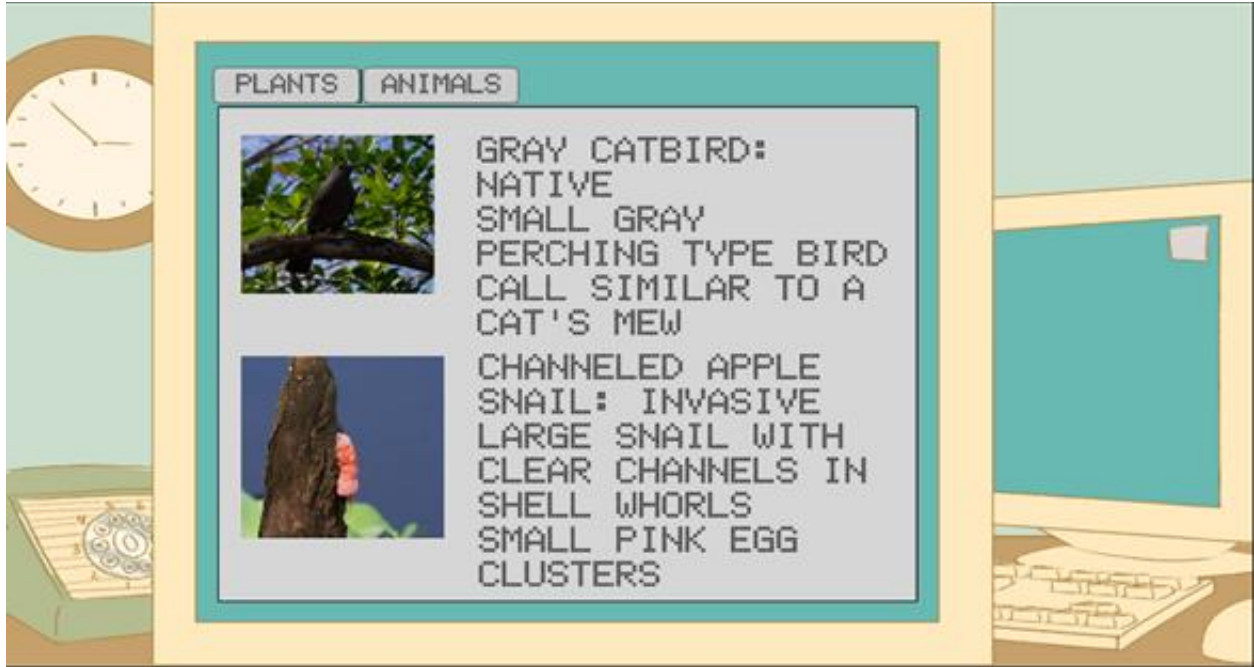 PLANTS
ANIMALS
GRAY CATBIRD:
NATIVE
SMALL GRAY
PERCHING TYPE BIRD
CALL SIMILAR TO A
CAT'S MEW
CHANNELED APPLE
SNAIL: INVASIVE
LARGE SNAIL WITH
CLEAR CHANNELS IN
SHELL WHORLS
SMALL PINK EGG
CLUSTERS